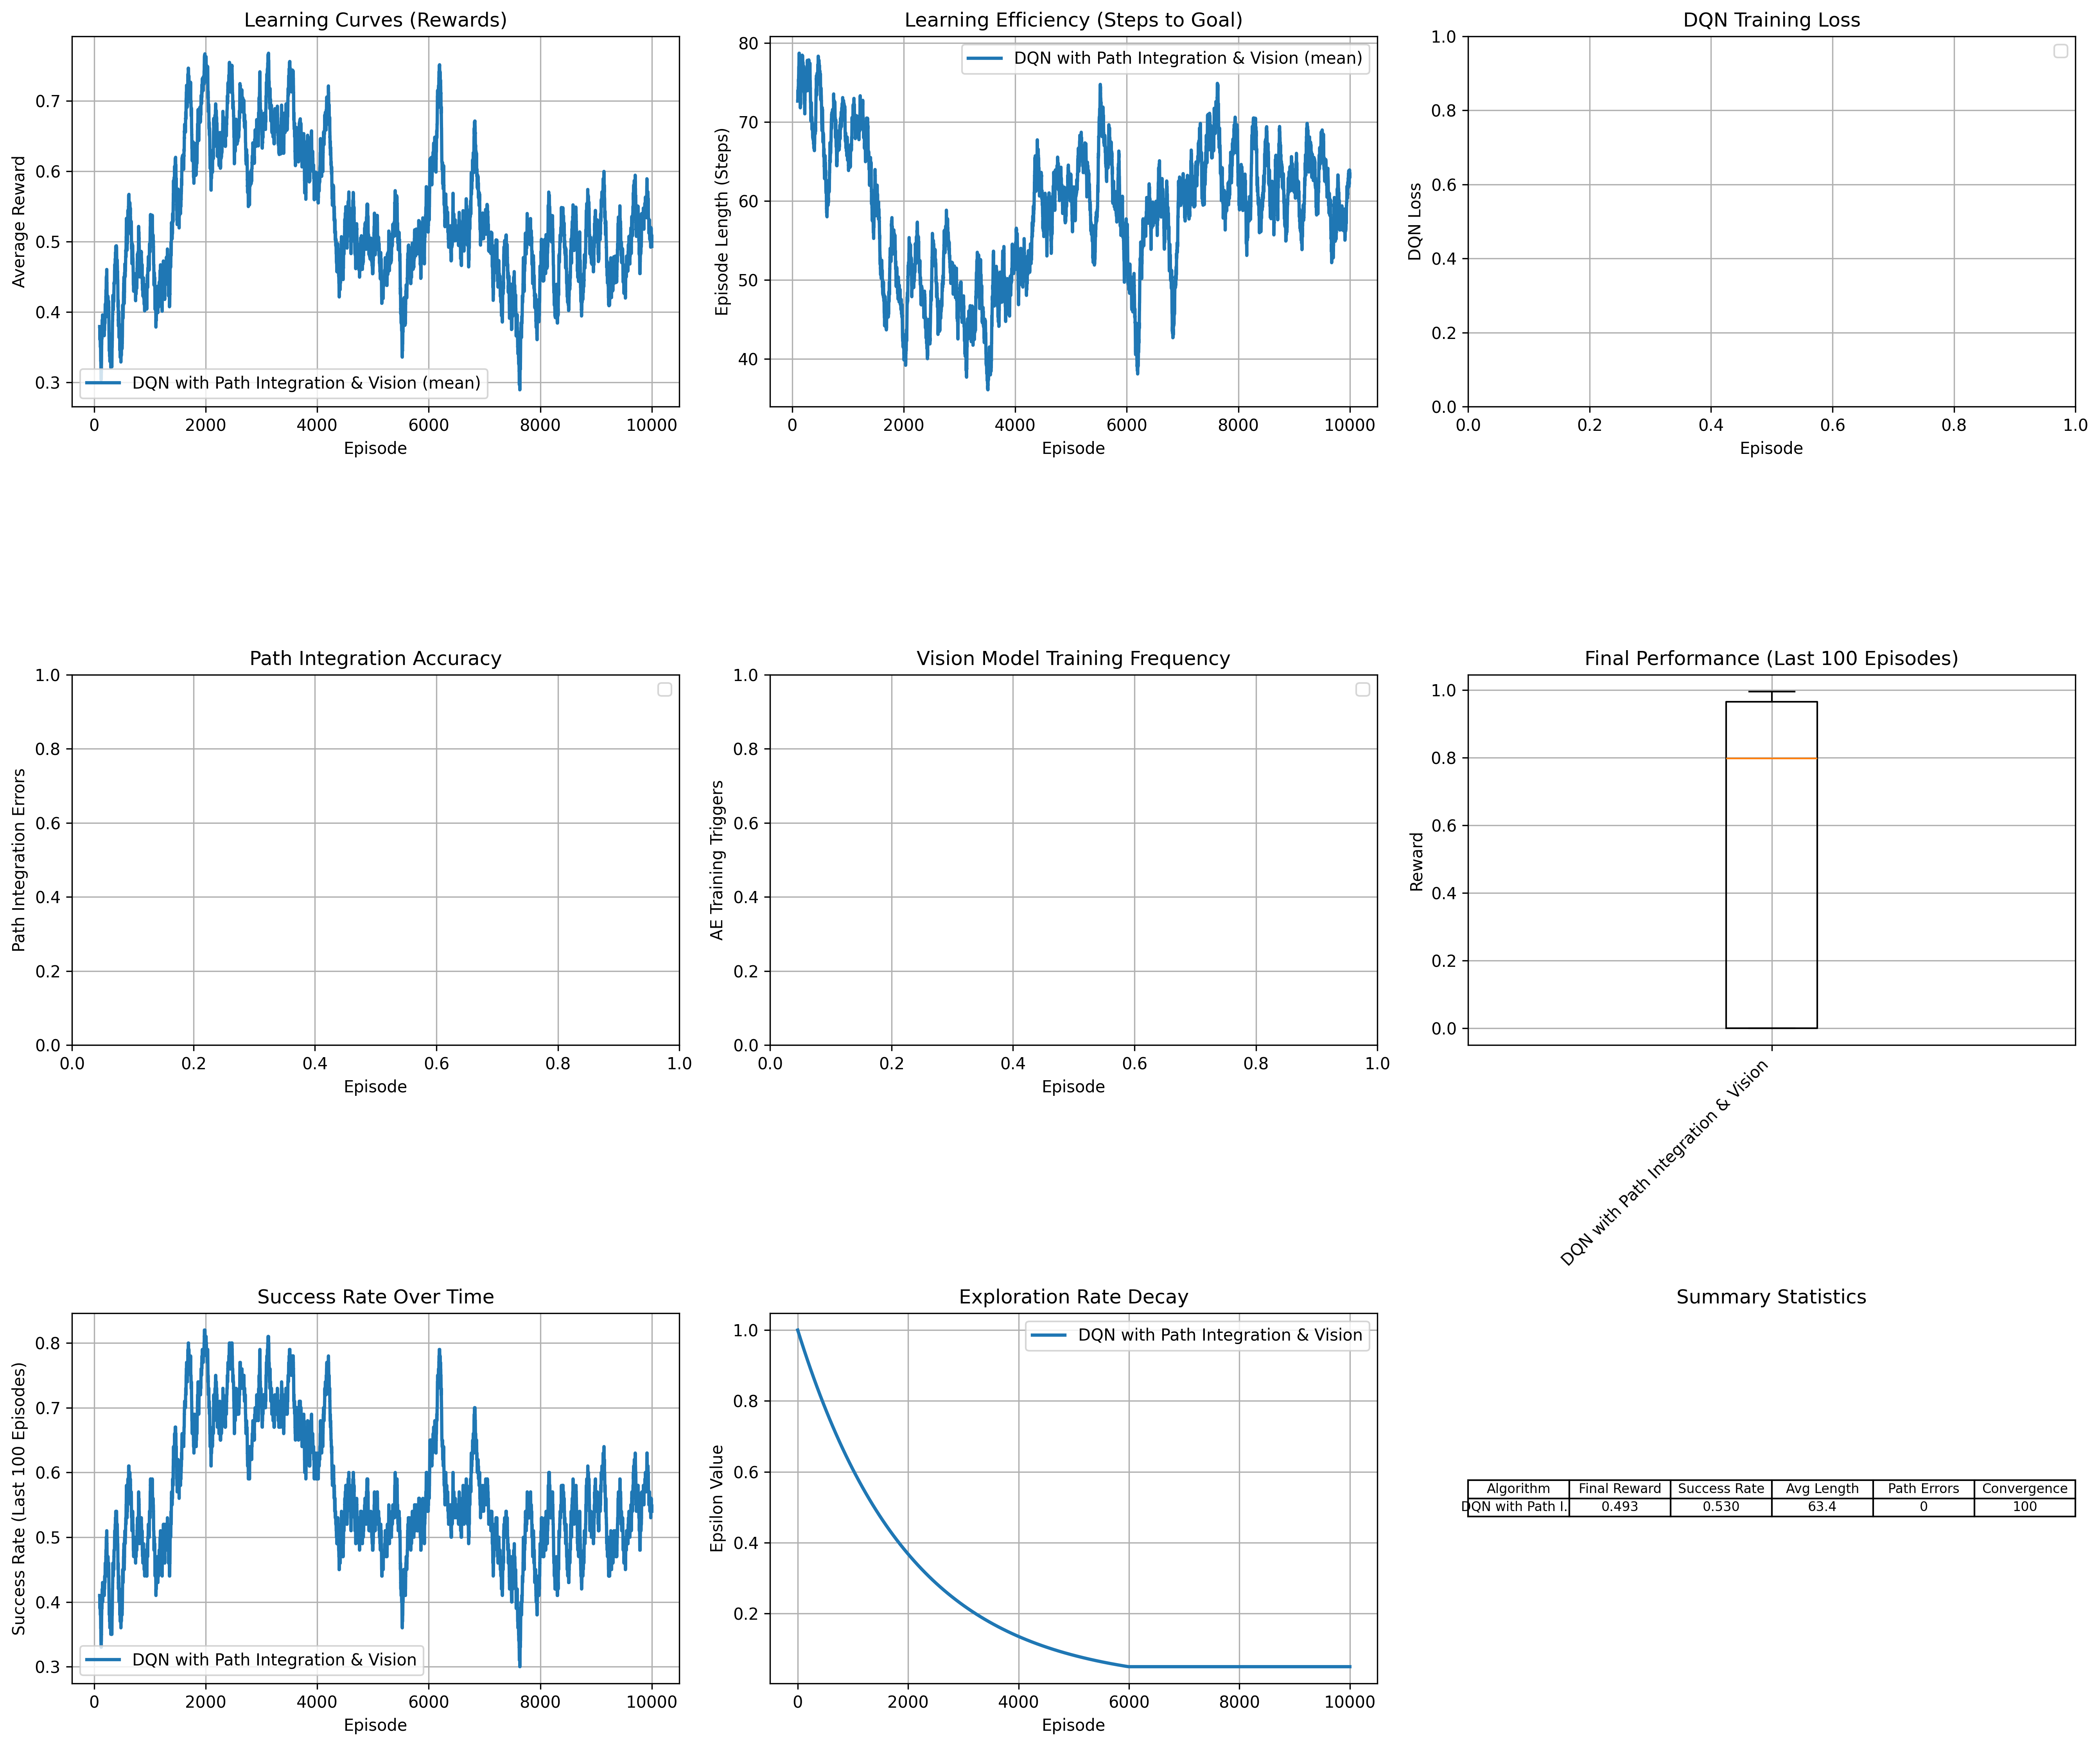 Learning Curves (Rewards)
Average Reward
0.7
0.6
0.5
0.4
0.3
DQN with Path Integration & Vision (mean)
0 2000 4000 6000 8000 10000
Episode
Learning Efficiency (Steps to Goal)
Episode Length (Steps)
80
70
60
50
40
DQN with Path Integration & Vision (mean)
0 2000 4000 6000 8000 10000
Episode
DQN Training Loss
DQN Loss
1.0
0.8
0.6
0.4
0.2
0.0
0.0 0.2 0.4 0.6 0.8 1.0
Episode
Path Integration Accuracy
Path Integration Errors
1.0
0.8
0.6
0.4
0.2
0.0
0.0 0.2 0.4 0.6 0.8 1.0
Episode
Vision Model Training Frequency
AE Training Triggers
1.0
0.8
0.6
0.4
0.2
0.0
0.0 0.2 0.4 0.6 0.8 1.0
Episode
Final Performance (Last 100 Episodes)
Reward
1.0
0.8
0.6
0.4
0.2
0.0
DQN with Path Integration & Vision
Success Rate Over Time
Success Rate (Last 100 Episodes)
0.8
0.7
0.6
0.5
0.4
0.3
DQN with Path Integration & Vision
0 2000 4000 6000 8000 10000
Episode
Exploration Rate Decay
Epsilon Value
1.0
0.8
0.6
0.4
0.2
DQN with Path Integration & Vision
0 2000 4000 6000 8000 10000
Episode
Summary Statistics
Algorithm Final Reward Success Rate Avg Length Path Errors Convergence
DQN with Path I. 0.493 0.530 63.4 0 100